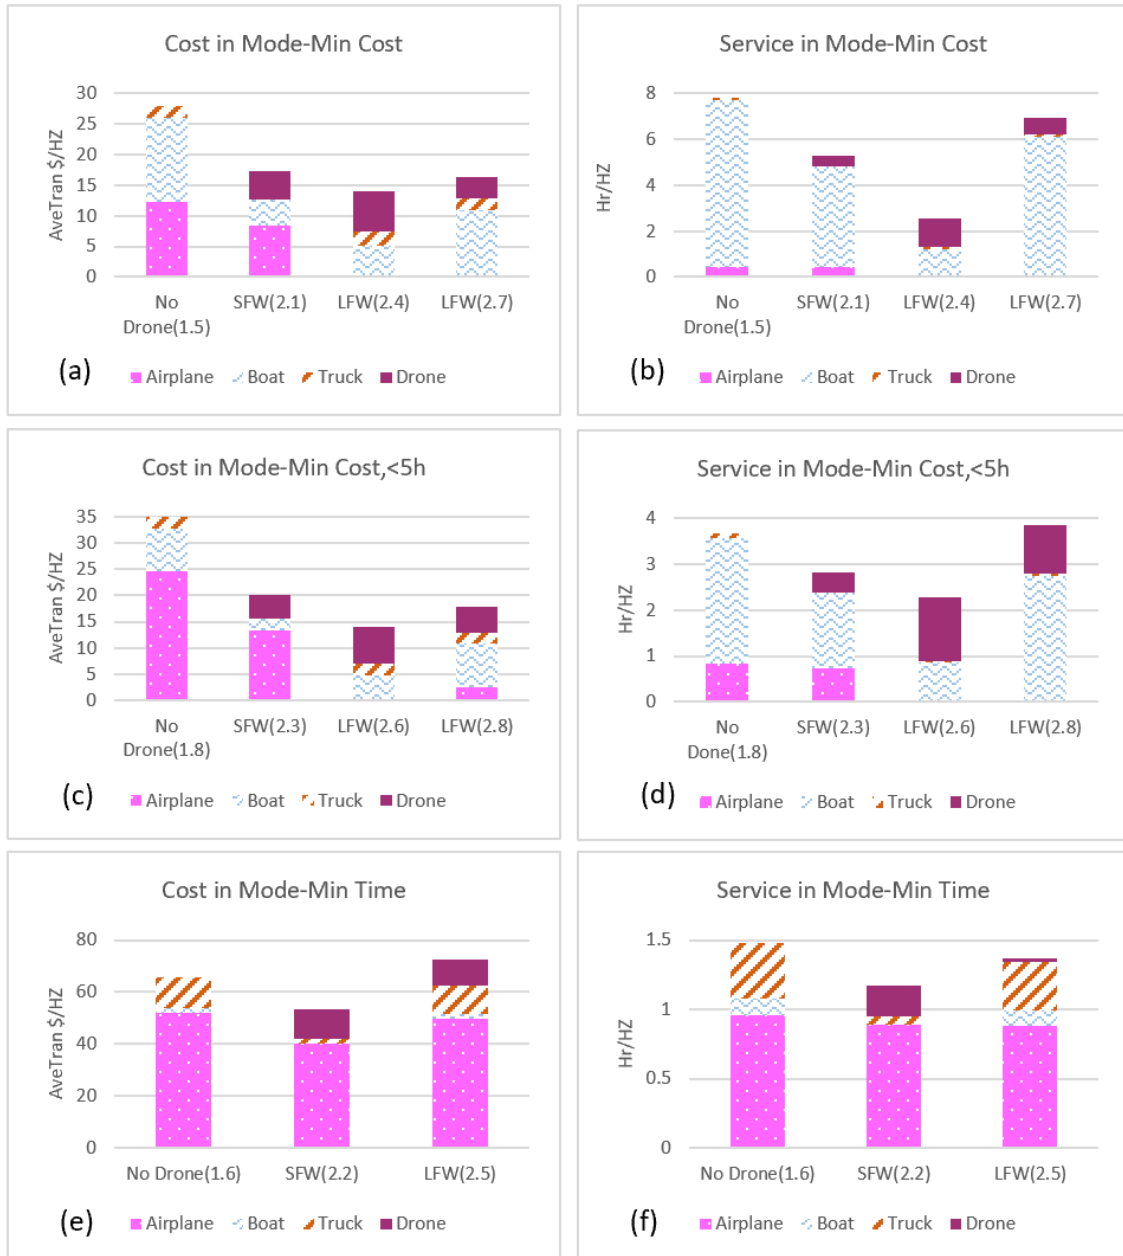 Cost in Mode-Min Cost
AveTran $/HZ
30
25
20
15
10
5
0
No Drone(1.5)
SFW(2.1)
LFW(2.4)
LFW(2.7)
(a)
Airplane Boat Truck Drone
Service in Mode-Min Cost
Hr/HZ
8
6
4
2
0
No Drone(1.5)
SFW(2.1)
LFW(2.4)
LFW(2.7)
(b)
Airplane Boat Truck Drone
Cost in Mode-Min Cost,<5h
AveTran $/HZ
35
30
25
20
15
10
5
0
No Drone(1.8)
SFW(2.3)
LFW(2.6)
LFW(2.8)
(c)
Airplane Boat Truck Drone
Service in Mode-Min Cost,<5h
Hr/HZ
4
3
2
1
0
No Done(1.8)
SFW(2.3)
LFW(2.6)
LFW(2.8)
(d)
Airplane Boat Truck Drone
Cost in Mode-Min Time
AveTran $/HZ
80
60
40
20
0
No Drone(1.6)
SFW(2.2)
LFW(2.5)
(e)
Airplane Boat Truck Drone
Service in Mode-Min Time
Hr/HZ
1.5
1
0.5
0
No Drone(1.6)
SFW(2.2)
LFW(2.5)
(f)
Airplane Boat Truck Drone